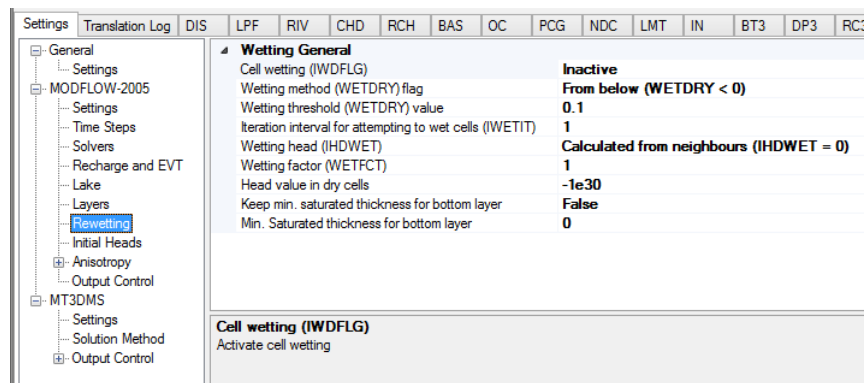 Settings Translation Log DIS LPF RIV CHD RCH BAS OC PCG NDC LMT IN BT3 DP3 RC3
General
Settings
MODFLOW-2005
Settings
Time Steps
Solvers
Recharge and EVT
Lake
Layers
Rewetting
Initial Heads
Anisotropy
Output Control
MT3DMS
Settings
Solution Method
Output Control
Wetting General
Cell wetting (IWDFLG) Inactive
Wetting method (WETDRY) flag From below (WETDRY < 0)
Wetting threshold (WETDRY) value 0.1
Iteration interval for attempting to wet cells (IWETIT) 1
Wetting head (IHDWET) Calculated from neighbours (IHDWET = 0)
Wetting factor (WETFCT) 1
Head value in dry cells -1e30
Keep min. saturated thickness for bottom layer False
Min. Saturated thickness for bottom layer 0
Cell wetting (IWDFLG)
Activate cell wetting